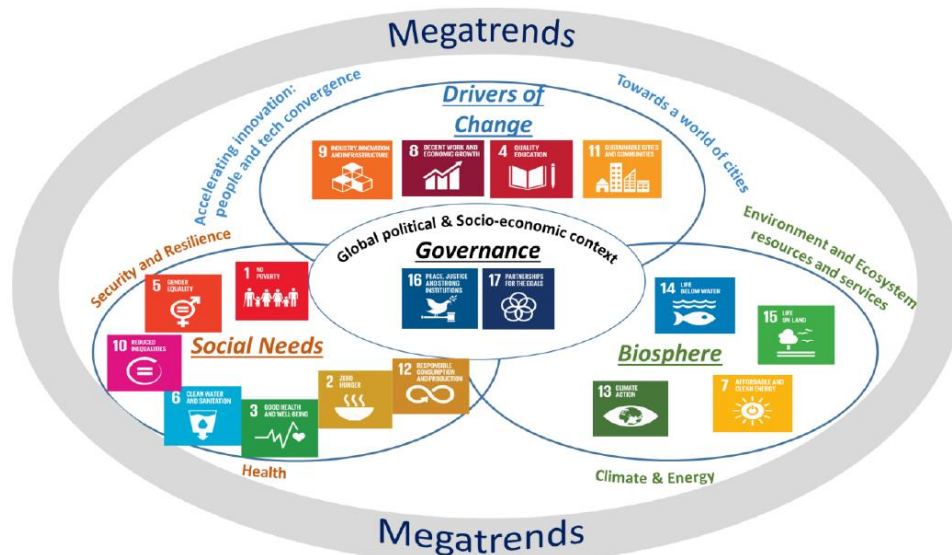 Megatrends
Accelerating innovation:
people and tech convergence
Drivers of
Change
Towards a world of cities
9 INDUSTRY, INNOVATION
AND INFRASTRUCTURE
8 DECENT WORK AND
ECONOMIC GROWTH
4 QUALITY
EDUCATION
11 SUSTAINABLE CITIES
AND COMMUNITIES
Global political & Socio-economic context
Governance
16 PEACE, JUSTICE
AND STRONG
INSTITUTIONS
17 PARTNERSHIPS
FOR THE GOALS
Security and Resilience
5 GENDER
EQUALITY
1 NO
POVERTY
10 REDUCED
INEQUALITIES
Social Needs
6 CLEAN WATER
AND SANITATION
3 GOOD HEALTH
AND WELL-BEING
2 ZERO
HUNGER
12 RESPONSIBLE
CONSUMPTION
AND PRODUCTION
Health
Environment and Ecosystem
resources and services
14 LIFE
BELOW WATER
15 LIFE
ON LAND
Biosphere
13 CLIMATE
ACTION
7 AFFORDABLE AND
CLEAN ENERGY
Climate & Energy
Megatrends